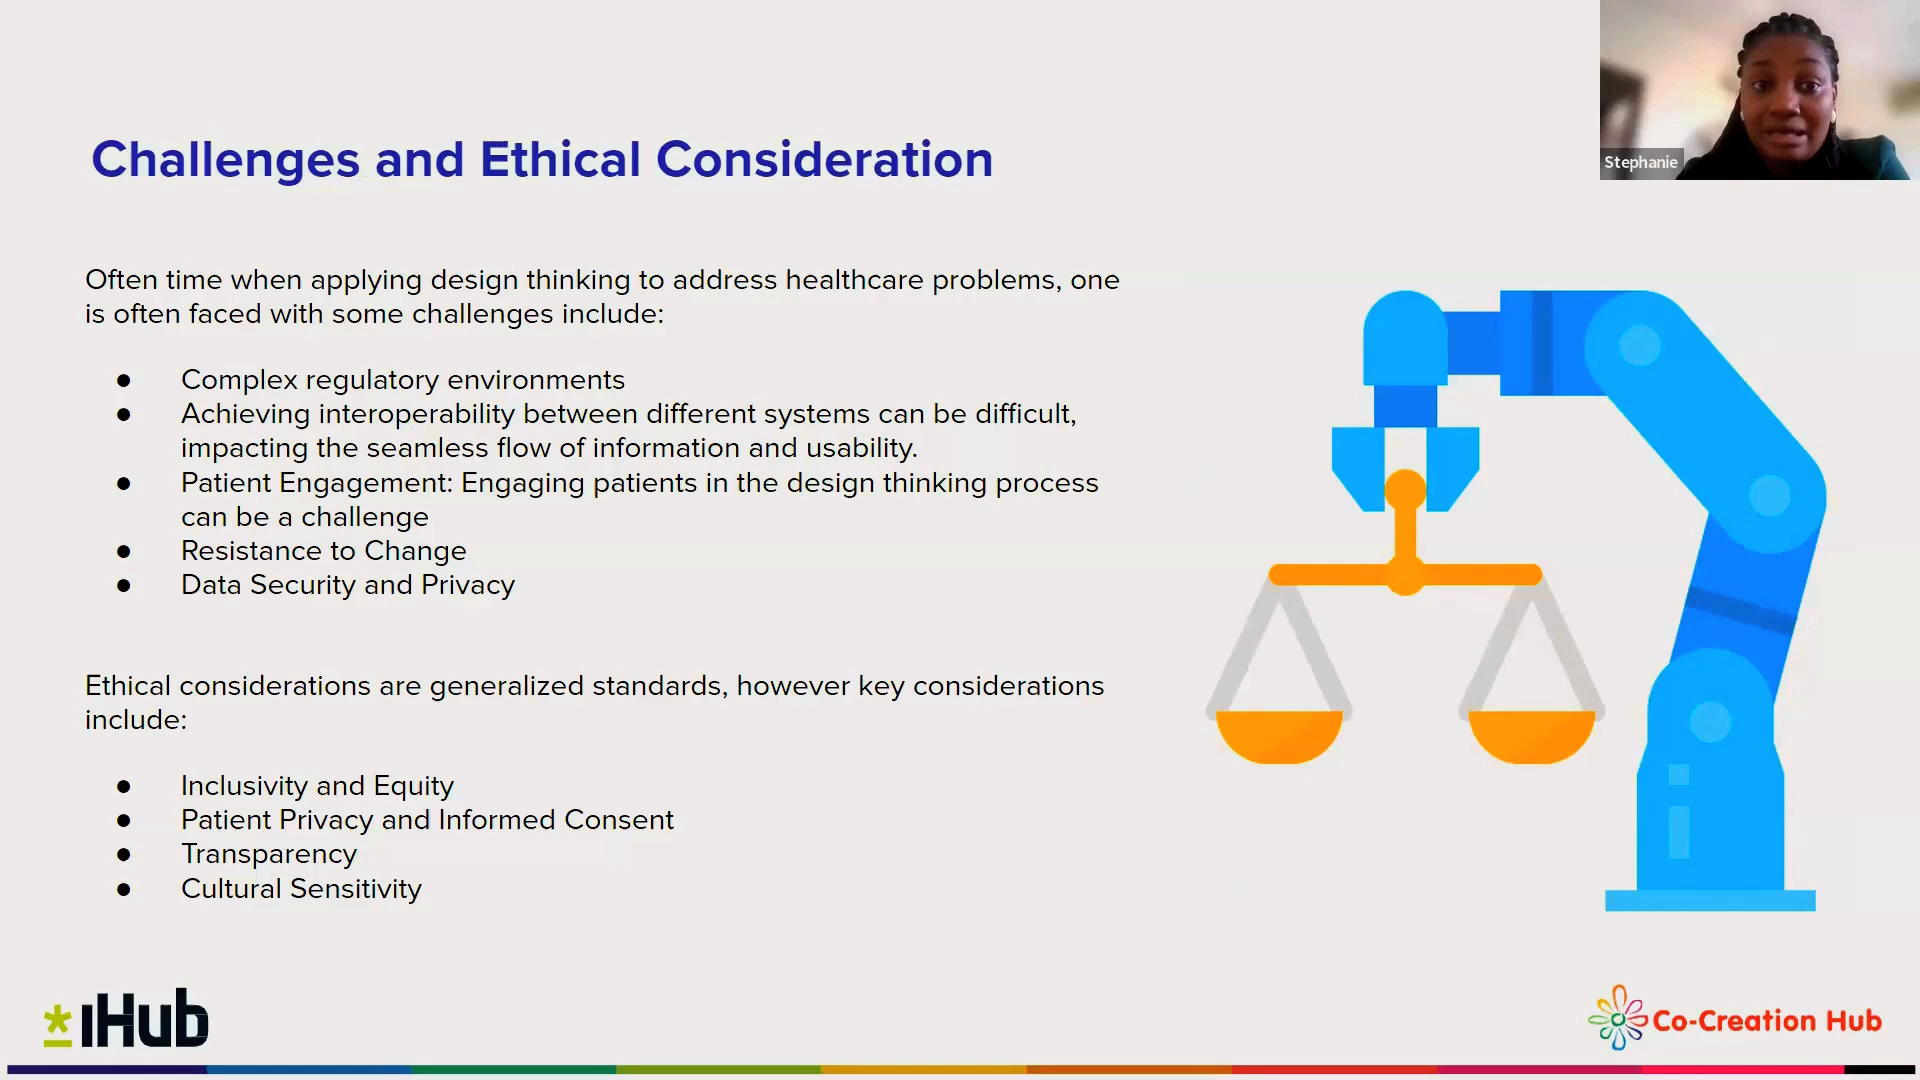 Stephanie
Challenges and Ethical Consideration
Often time when applying design thinking to address healthcare problems, one
is often faced with some challenges include:
● Complex regulatory environments
● Achieving interoperability between different systems can be difficult,
impacting the seamless flow of information and usability.
● Patient Engagement: Engaging patients in the design thinking process
can be a challenge
● Resistance to Change
● Data Security and Privacy
Ethical considerations are generalized standards, however key considerations
include:
● Inclusivity and Equity
● Patient Privacy and Informed Consent
● Transparency
● Cultural Sensitivity
iHub
Co-Creation Hub